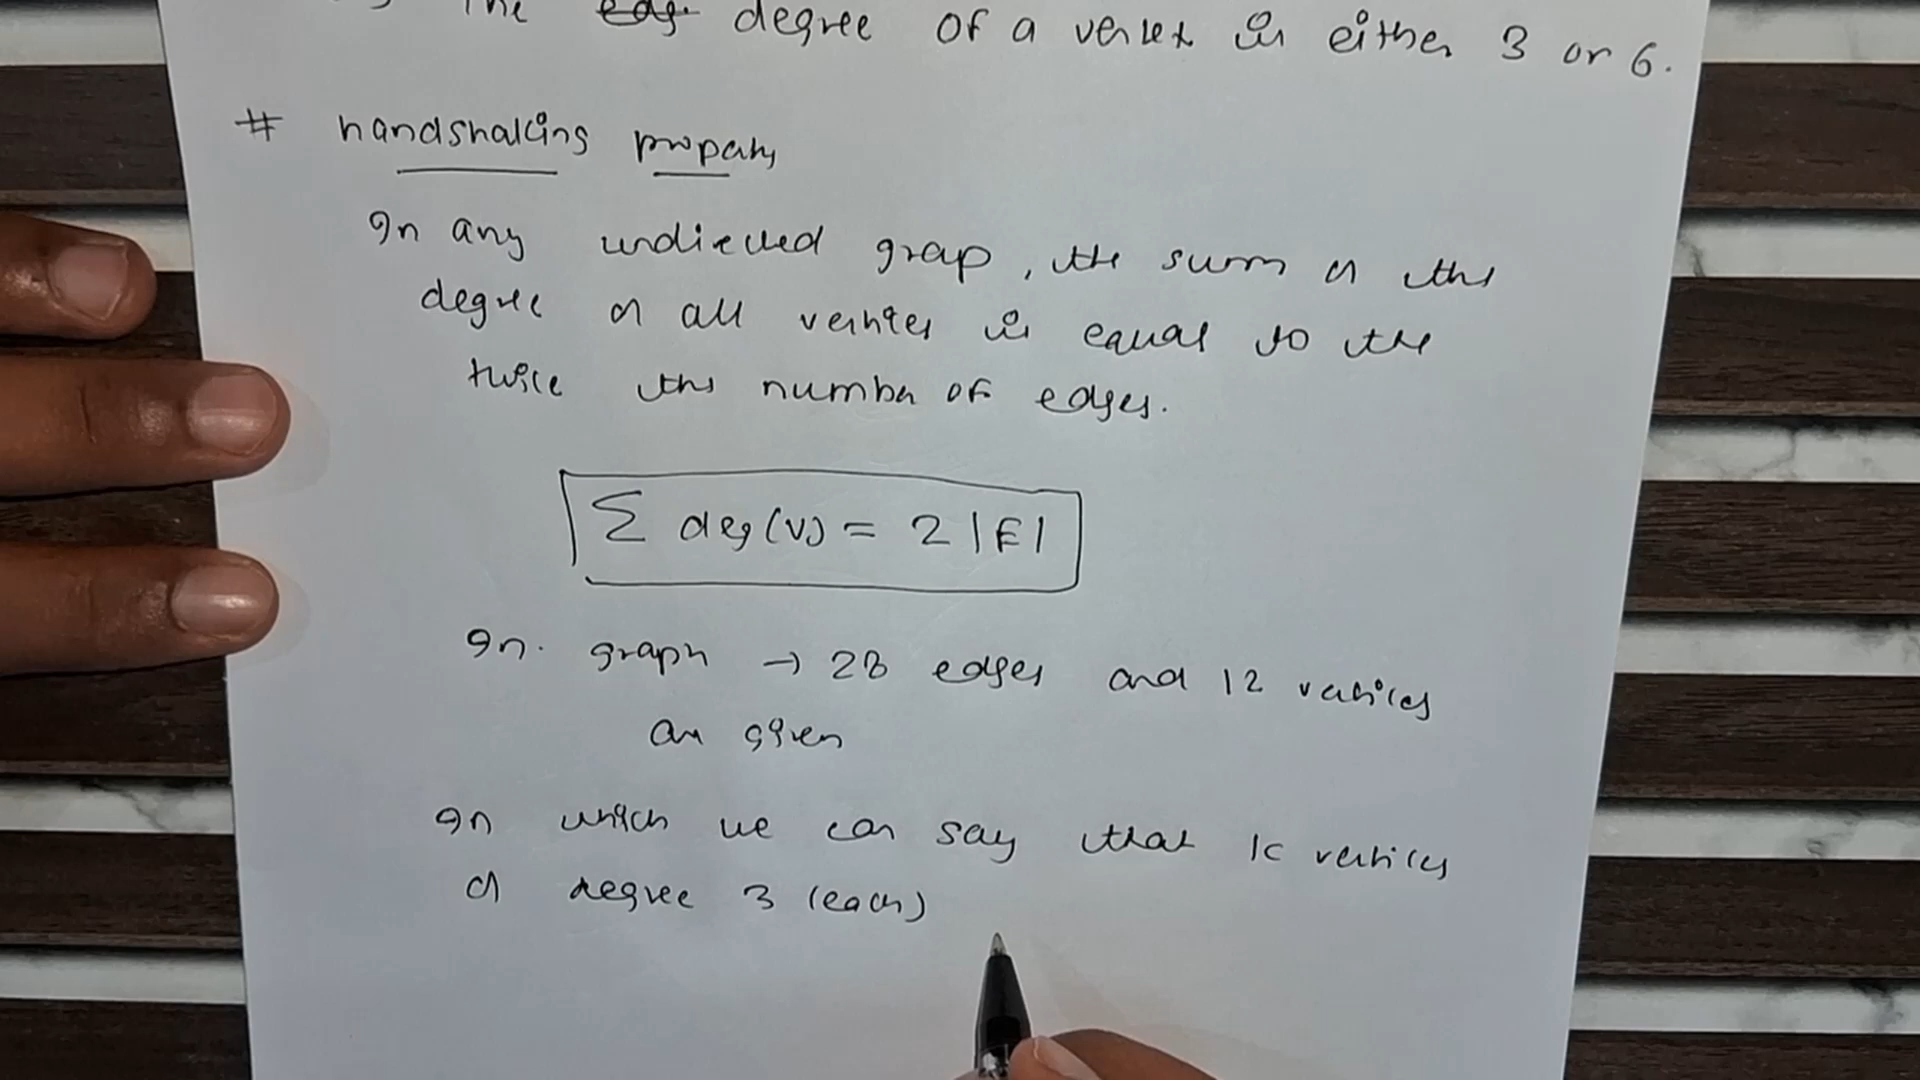 The edg degree of a vertex is either 3 or 6.
# handshaking property
In any undirected grap, the sum of the
degree of all vertices is equal to the
twice the number of edges.
∑ deg(v) = 2|E|
In. graph → 28 edges and 12 vertices
are given
In which we can say that k vertices
of degree 3 (each)